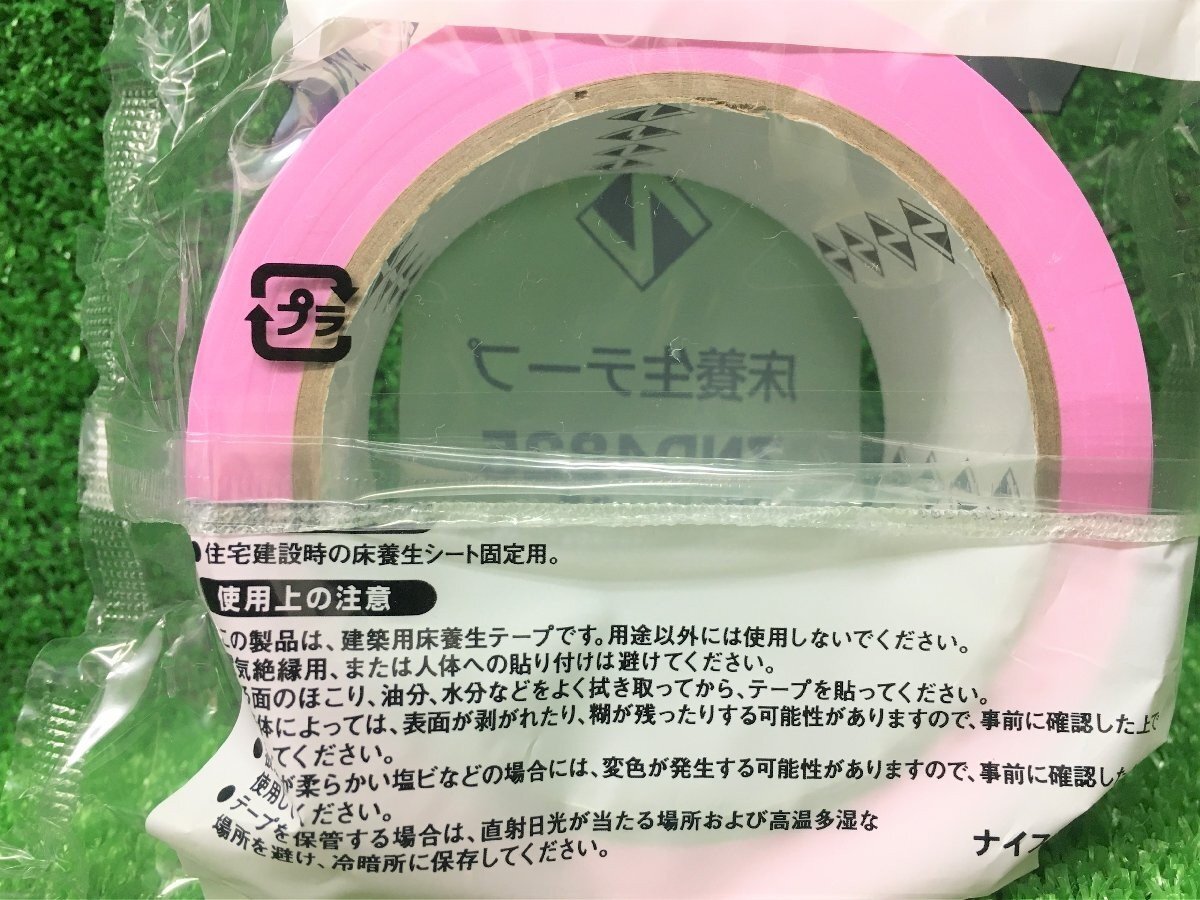 プラ
床養生テープ
●住宅建設時の床養生シート固定用。
使用上の注意
この製品は、建築用床養生テープです。用途以外には使用しないでください。
気絶縁用、または人体への貼り付けは避けてください。
面のほこり、油分、水分などをよく拭き取ってから、テープを貼ってください。
体によっては、表面が剥がれたり、糊が残ったりする可能性がありますので、事前に確認した上で
てください。
が柔らかい塩ビなどの場合には、変色が発生する可能性がありますので、事前に確認した
使用しください。
●テープを保管する場合は、直射日光が当たる場所および高温多湿な
場所を避け、冷暗所に保存してください。
ナイス